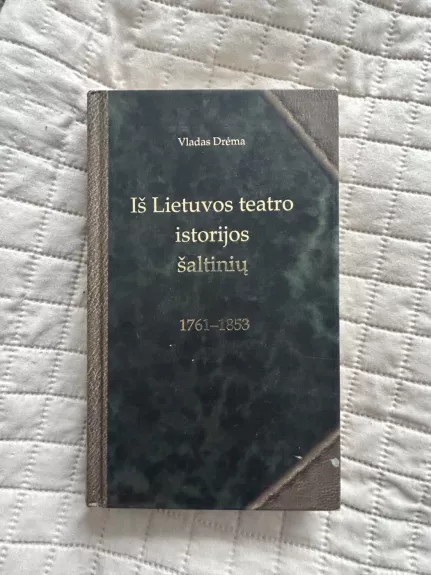 Vladas Drėma
Iš Lietuvos teatro
istorijos
šaltinių
1761–1853